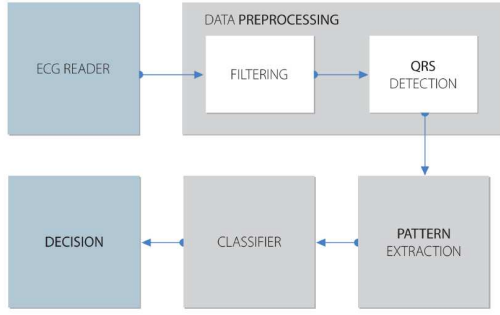 DATA PREPROCESSING
ECG READER
FILTERING
QRS
DETECTION
DECISION
CLASSIFIER
PATTERN
EXTRACTION